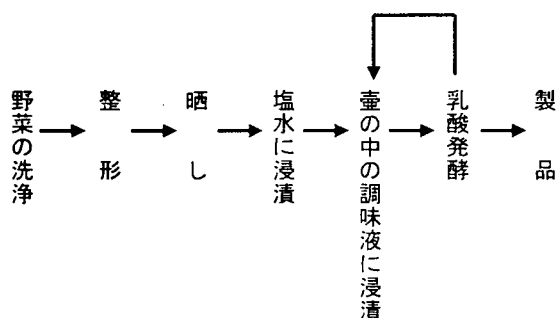 野菜の洗浄
整形
晒し
塩水に浸漬
壷の中の調味液に浸漬
乳酸発酵
製品